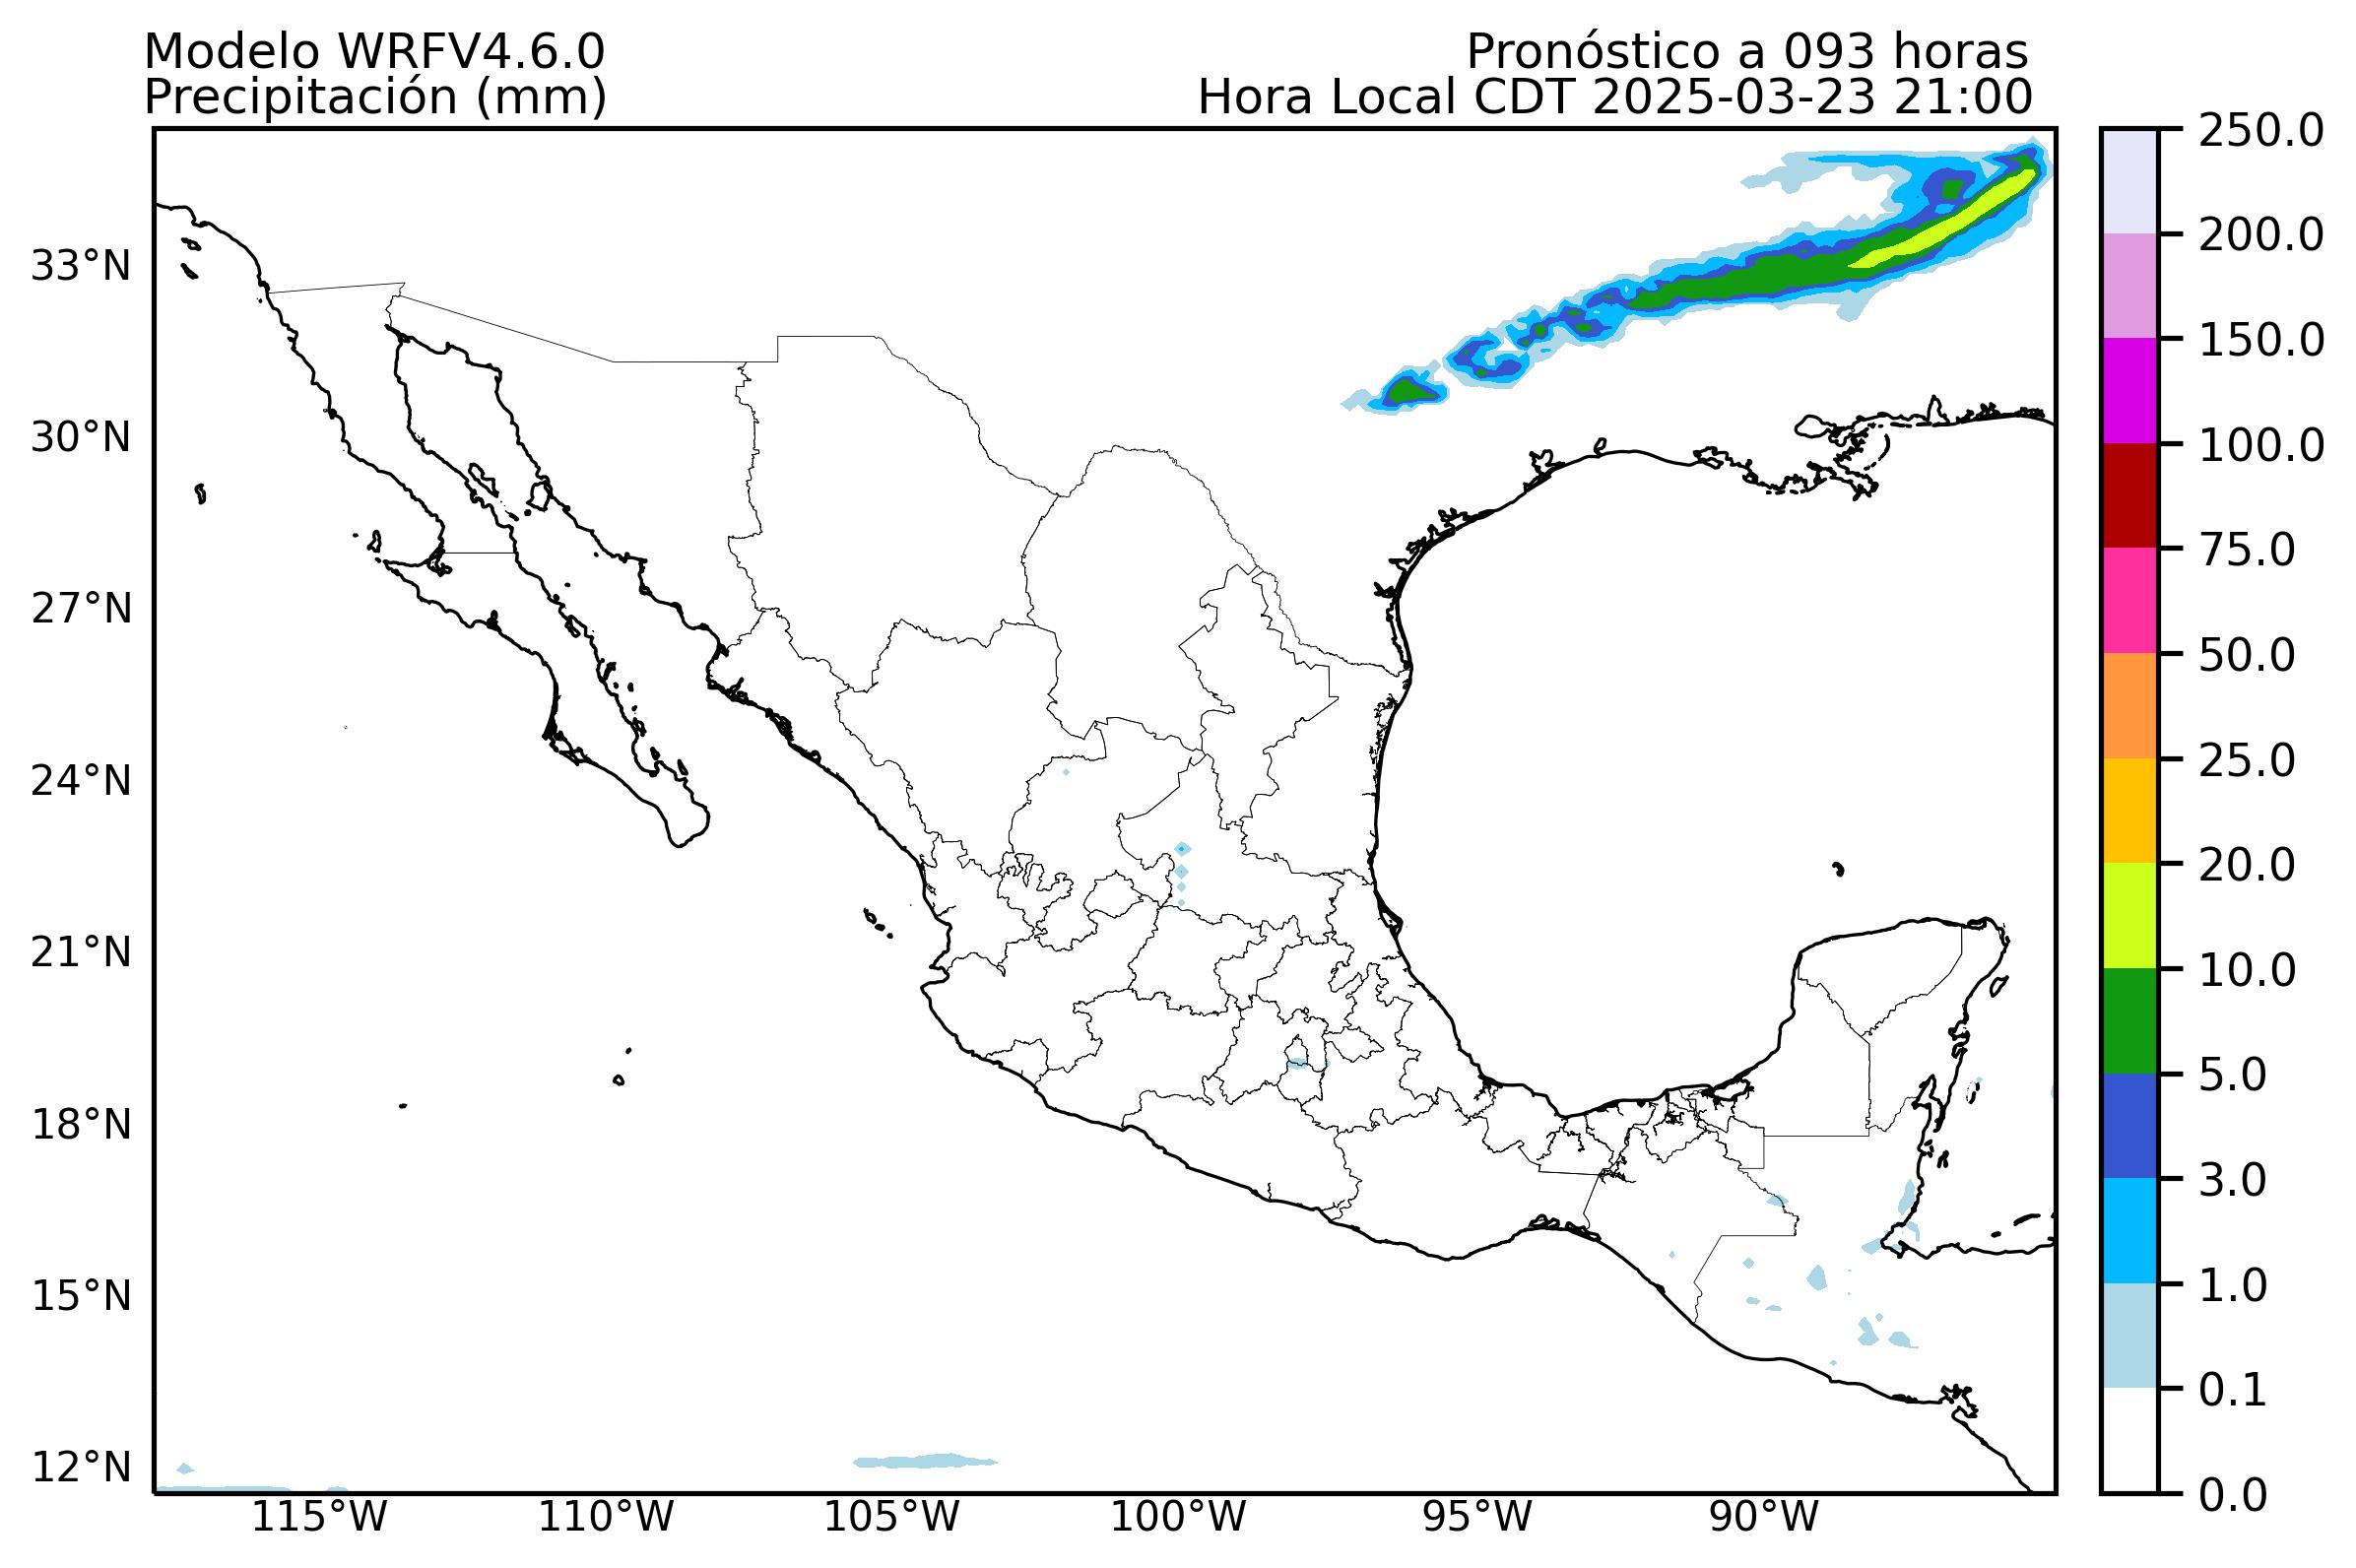 Modelo WRFV4.6.0
Pronóstico a 093 horas
Precipitación (mm)
Hora Local CDT 2025-03-23 21:00
33°N
30°N
27°N
24°N
21°N
18°N
15°N
12°N
115°W
110°W
105°W
100°W
95°W
90°W
250.0
200.0
150.0
100.0
75.0
50.0
25.0
20.0
10.0
5.0
3.0
1.0
0.1
0.0